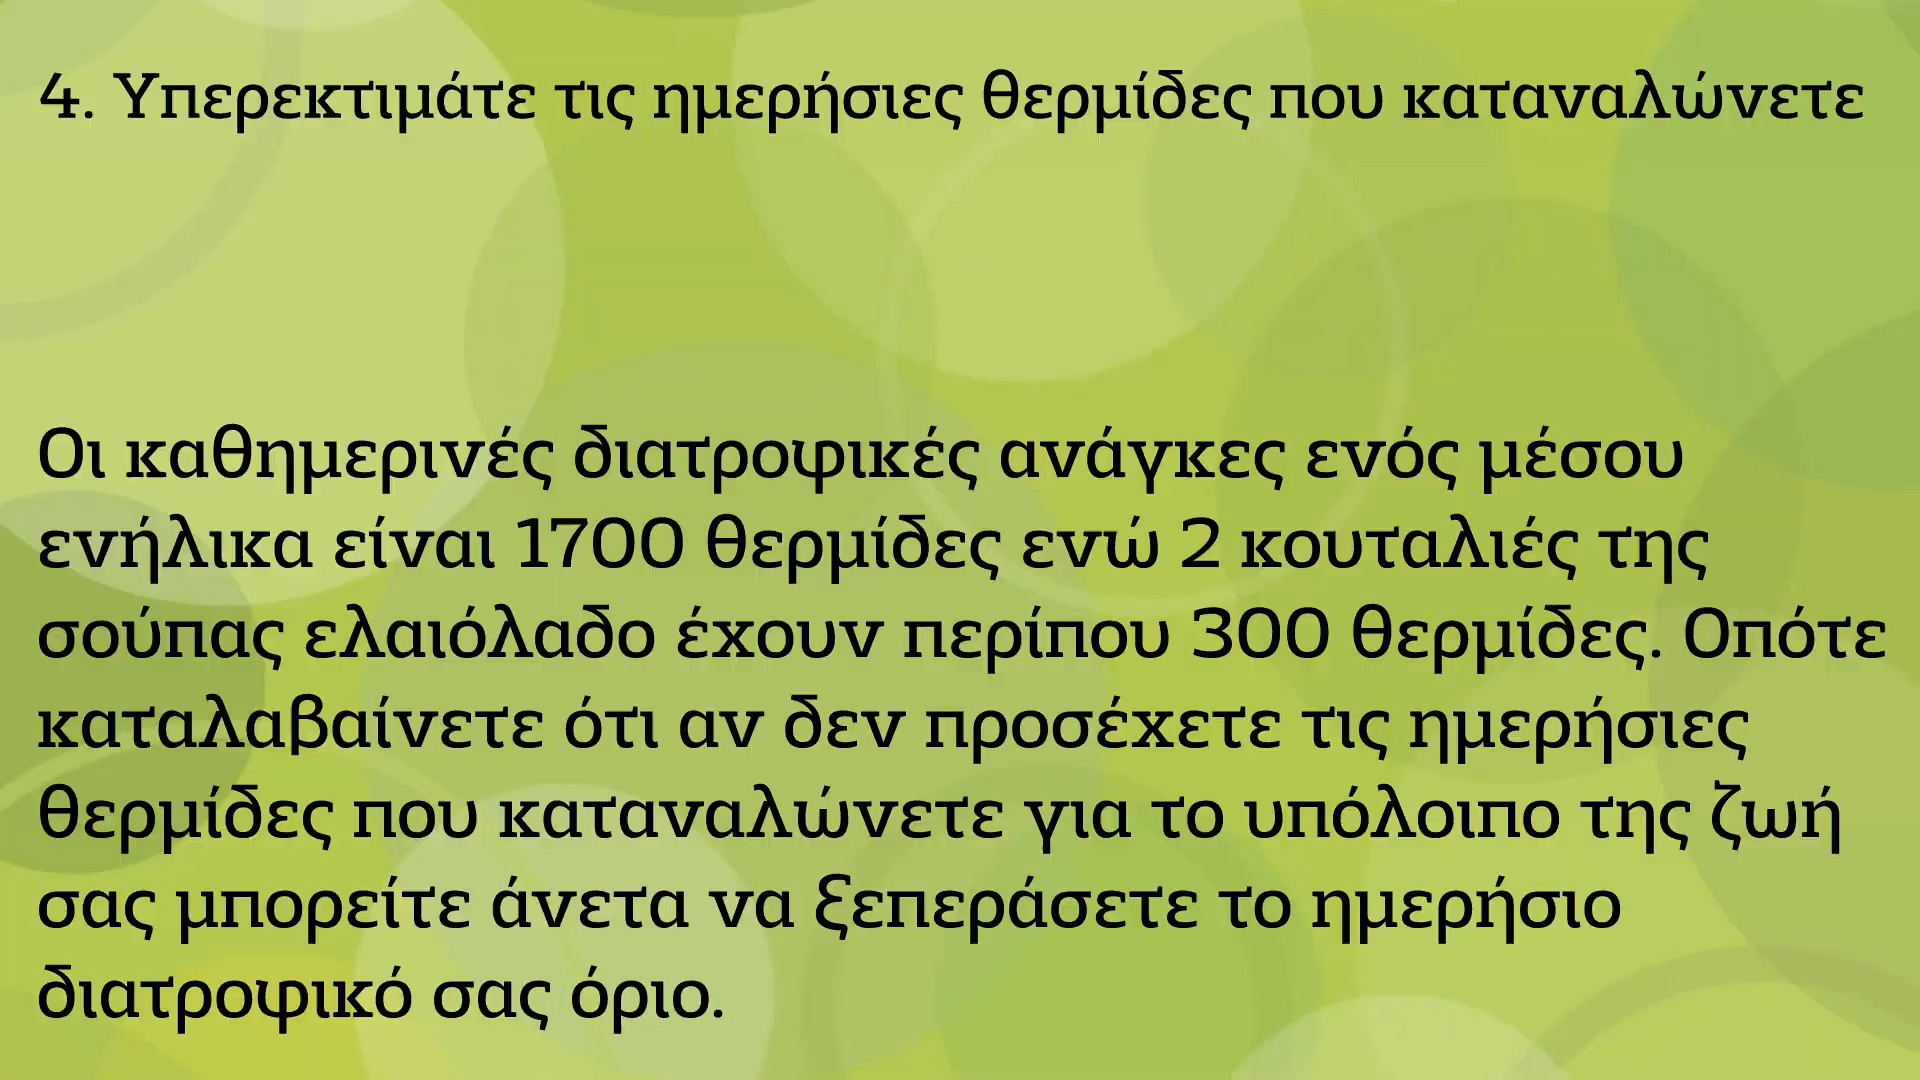 4. Υπερεκτιμάτε τις ημερήσιες θερμίδες που καταναλώνετε
Οι καθημερινές διατροφικές ανάγκες ενός μέσου
ενήλικα είναι 1700 θερμίδες ενώ 2 κουταλιές της
σούπας ελαιόλαδο έχουν περίπου 300 θερμίδες. Οπότε
καταλαβαίνετε ότι αν δεν προσέχετε τις ημερήσιες
θερμίδες που καταναλώνετε για το υπόλοιπο της ζωή
σας μπορείτε άνετα να ξεπεράσετε το ημερήσιο
διατροφικό σας όριο.